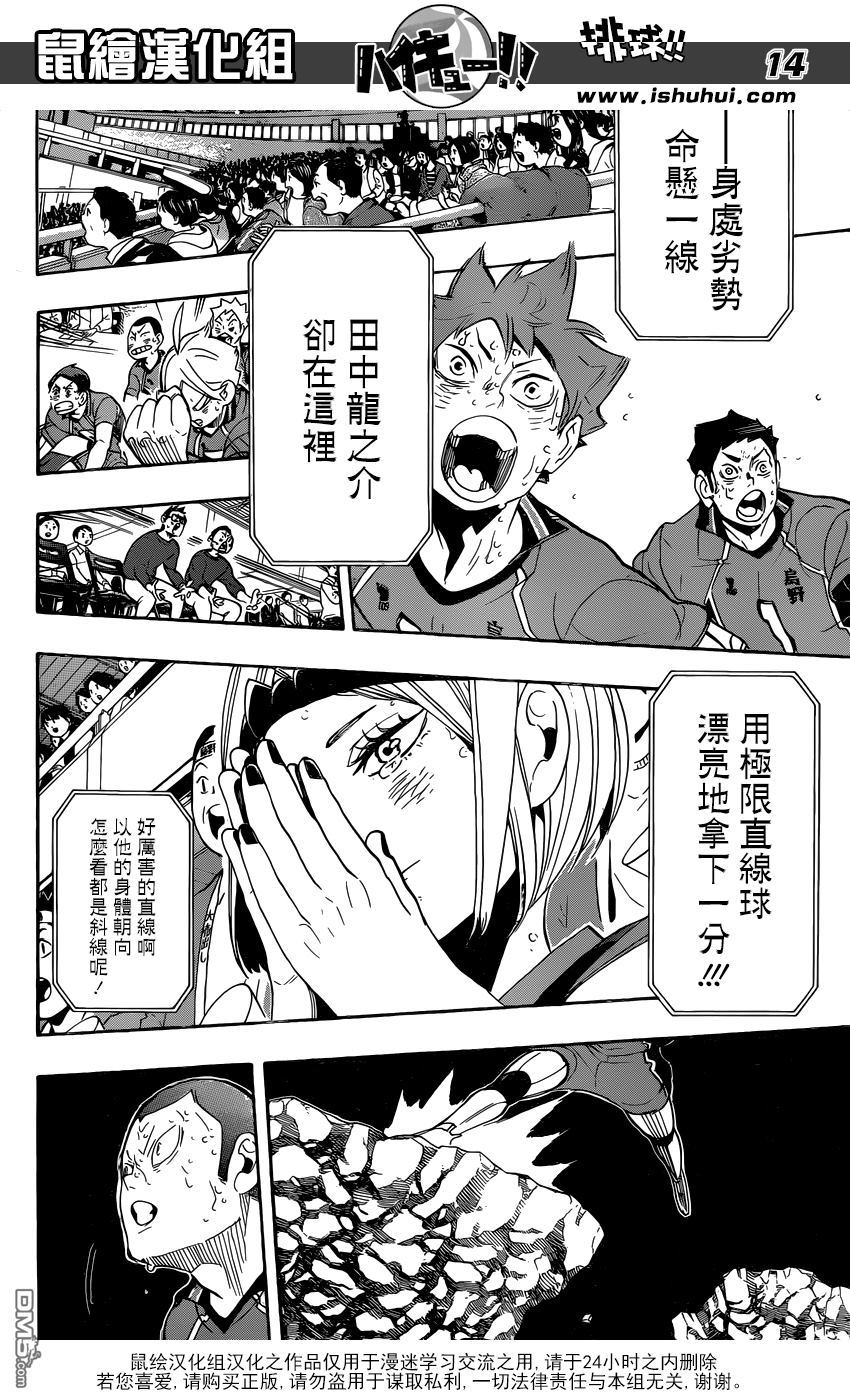 鼠繪漢化組
ハイキュー!!
排球!!
14
www.ishuhui.com
——身處劣勢
命懸一線
田中龍之介
卻在這裡
烏野
用極限直線球
漂亮地拿下一分!!!
好厲害的直線啊
以他的身體朝向
怎麼看都是斜線呢!
DM5
鼠绘汉化组汉化之作品仅用于漫迷学习交流之用, 请于24小时之内删除
若您喜爱, 请购买正版, 请勿盗用于谋取私利, 一切法律责任与本组无关, 谢谢。